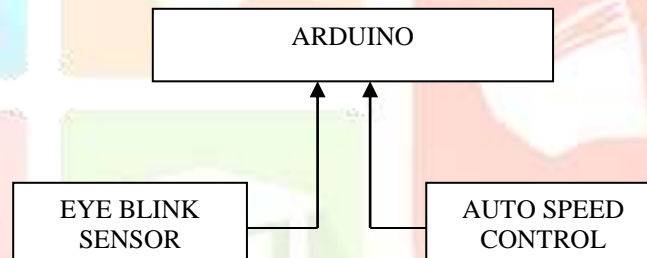 ARDUINO
EYE BLINK
SENSOR
AUTO SPEED
CONTROL